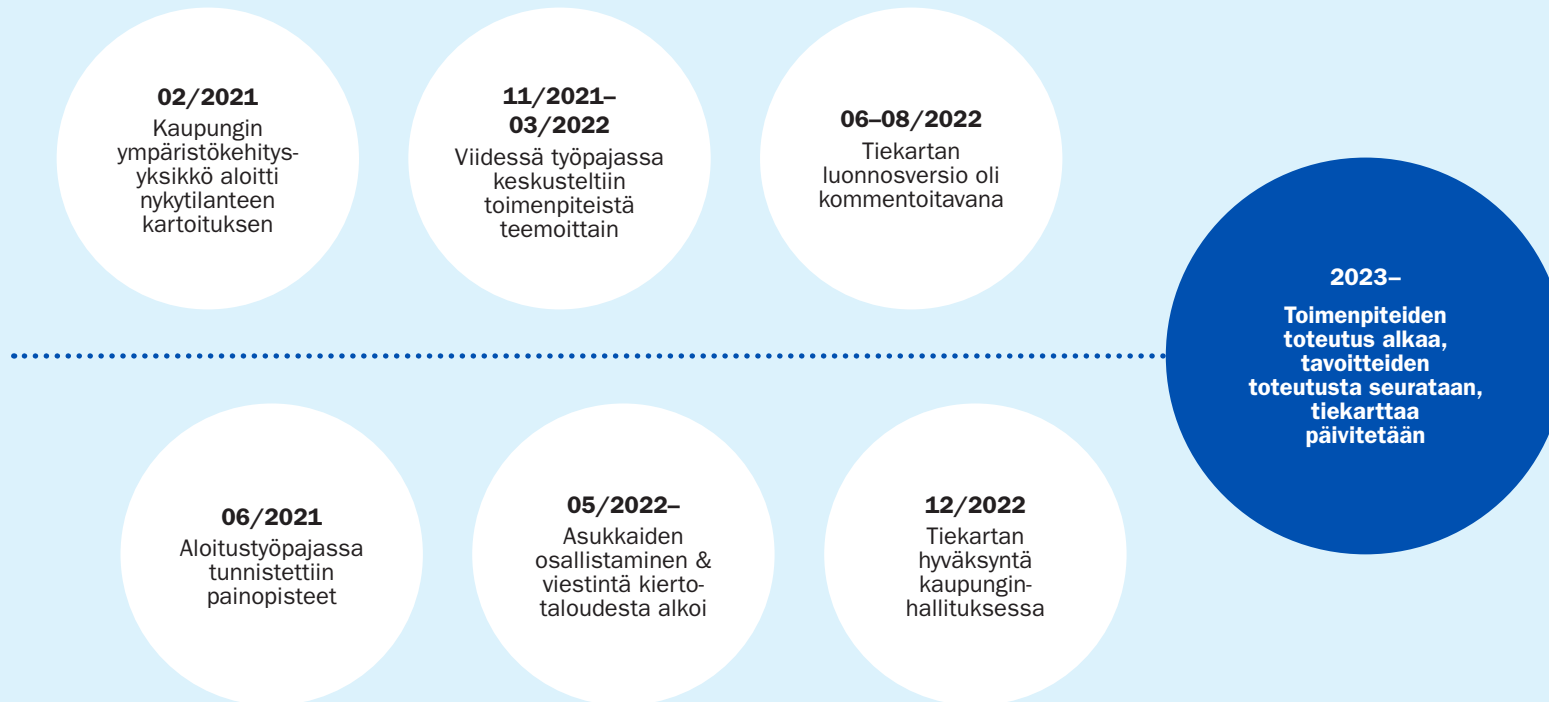 02/2021
Kaupungin
ympäristökehitys-
yksikkö aloitti
nykytilanteen
kartoituksen
11/2021–
03/2022
Viidessä työpajassa
keskusteltiin
toimenpiteistä
teemoittain
06–08/2022
Tiekartan
luonnosversio oli
kommentoitavana
2023–
Toimenpiteiden
toteutus alkaa,
tavoitteiden
toteutusta seurataan,
tiekarttaa
päivitetään
06/2021
Aloitustyöpajassa
tunnistettiin
painopisteet
05/2022–
Asukkaiden
osallistaminen &
viestintä kierto-
taloudesta alkoi
12/2022
Tiekartan
hyväksyntä
kaupungin-
hallituksessa